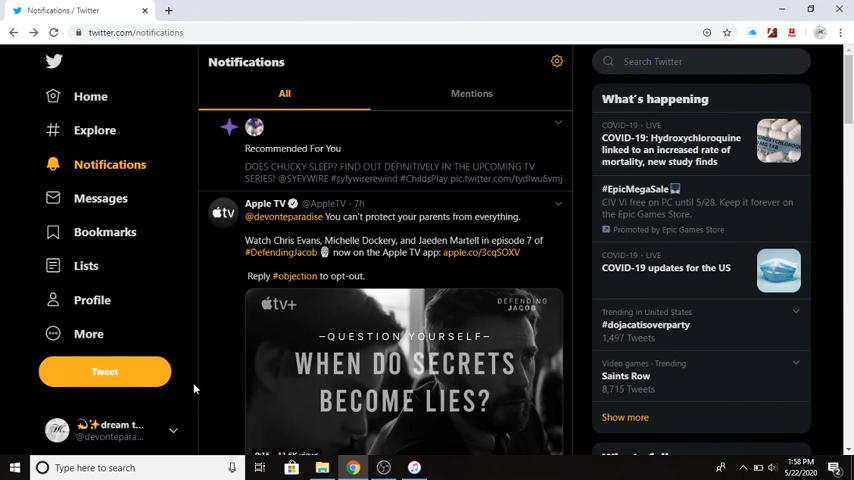 Notifications / Twitter
twitter.com/notifications
Home
Explore
Notifications
Messages
Bookmarks
Lists
Profile
More
Tweet
dream t...
@devontepara...
Notifications
All
Mentions
Recommended For You
DOES CHUCKY SLEEP? FIND OUT DEFINITIVELY IN THE UPCOMING TV
SERIES! @SYFYWIRE #syfywirerewind #ChildsPlay pic.twitter.com/tydlwu6vmj
Apple TV @AppleTV · 7h
@devonteparadise You can't protect your parents from everything.
Watch Chris Evans, Michelle Dockery, and Jaeden Martell in episode 7 of
#DefendingJacob now on the Apple TV app: apple.co/3cqSOXV
Reply #objection to opt-out.
tv+
DEFENDING
JACOB
–QUESTION YOURSELF–
WHEN DO SECRETS
BECOME LIES?
Search Twitter
What's happening
COVID-19 · LIVE
COVID-19: Hydroxychloroquine
linked to an increased rate of
mortality, new study finds
#EpicMegaSale
CIV VI free on PC until 5/28. Keep it forever on
the Epic Games Store.
Promoted by Epic Games Store
COVID-19 · LIVE
COVID-19 updates for the US
Trending in United States
#dojacatisoverparty
1,497 Tweets
Video games · Trending
Saints Row
8,715 Tweets
Show more
Type here to search
1:58 PM
5/22/2020
2